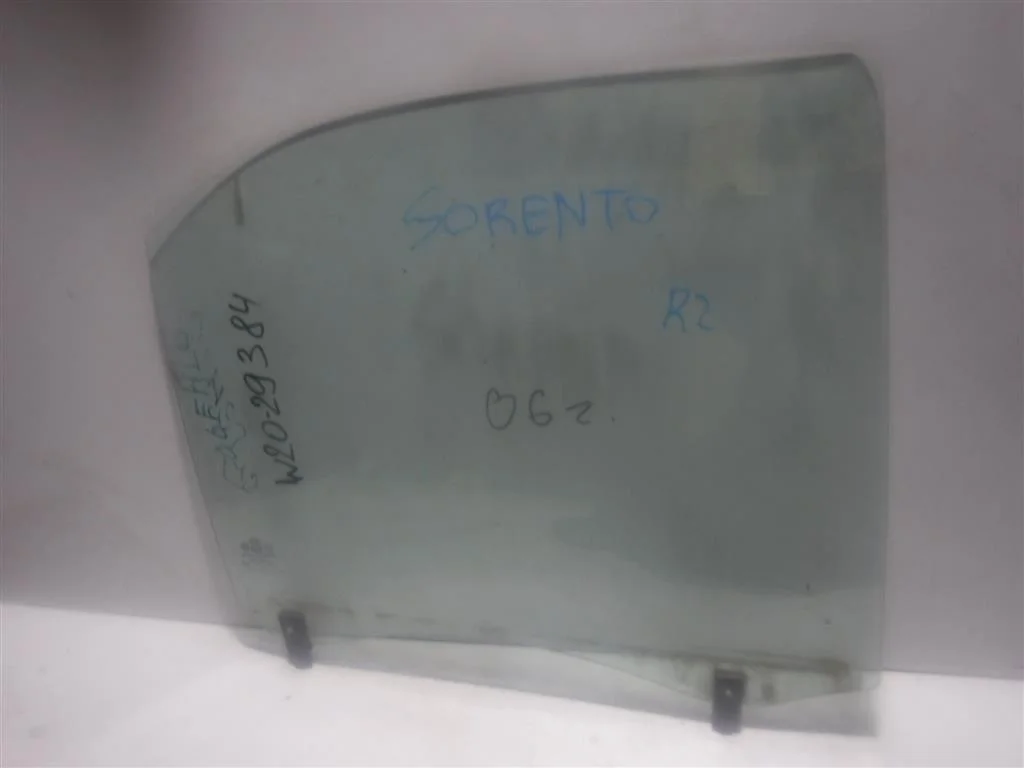 SORENTO
R2
06г.
W20-29384